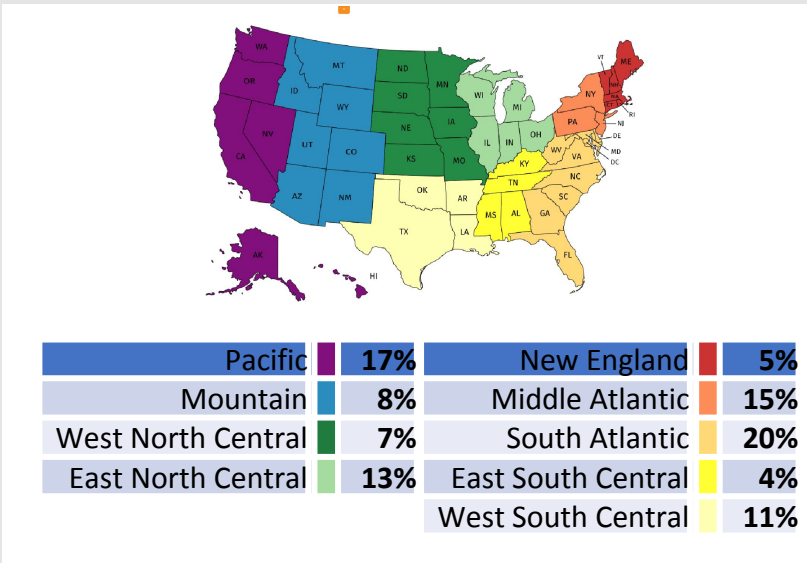 WA
OR
CA
NV
ID
MT
WY
UT
CO
AZ
NM
ND
SD
NE
KS
MN
IA
MO
OK
TX
AR
LA
WI
MI
IL
IN
OH
KY
TN
MS
AL
WV
VA
NC
SC
GA
FL
NY
PA
VT
ME
RI
NJ
DE
MD
DC
AK
HI
Pacific 17%
Mountain 8%
West North Central 7%
East North Central 13%
New England 5%
Middle Atlantic 15%
South Atlantic 20%
East South Central 4%
West South Central 11%